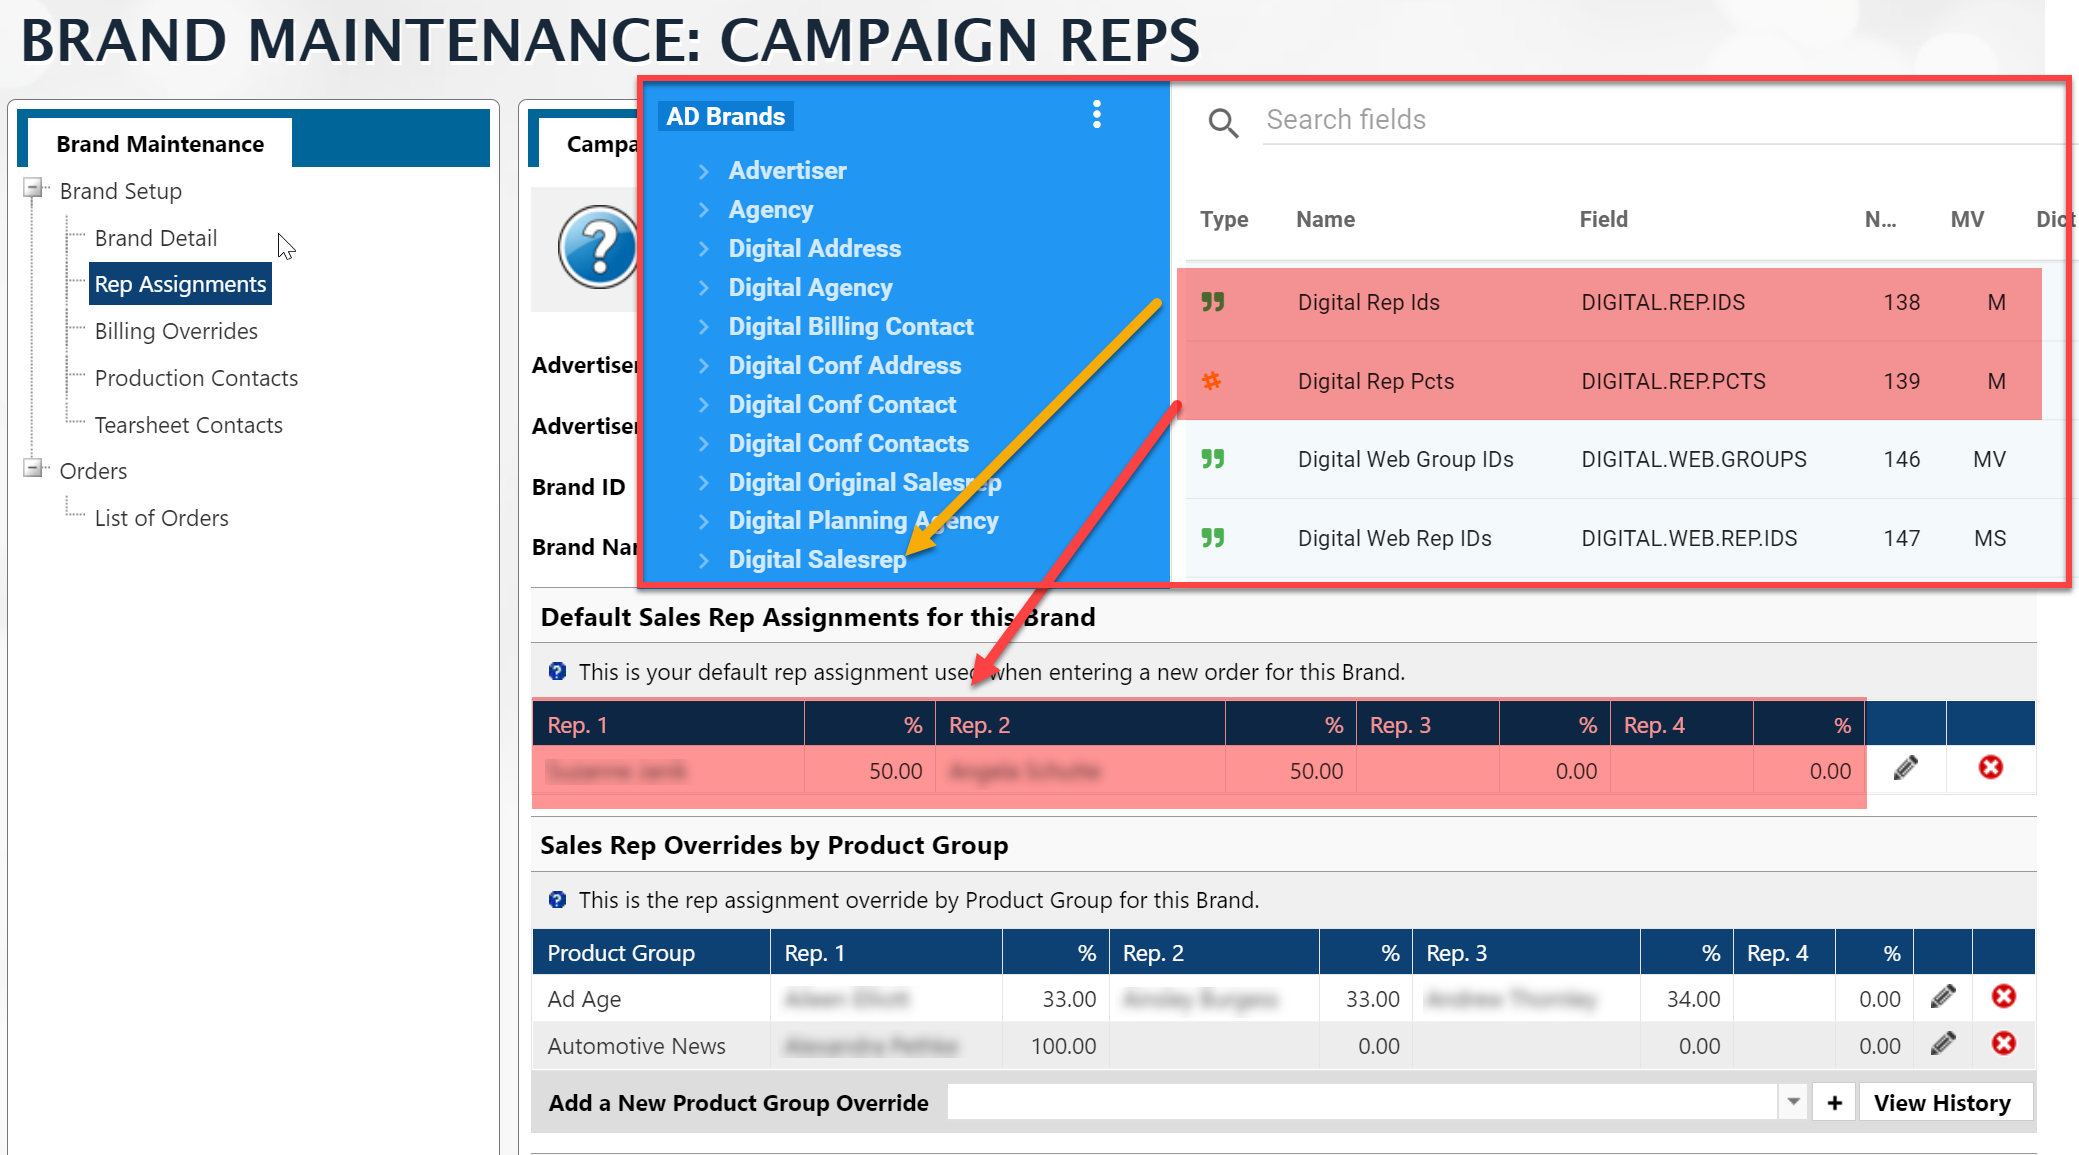 BRAND MAINTENANCE: CAMPAIGN REPS
Brand Maintenance
Brand Setup
Brand Detail
Rep Assignments
Billing Overrides
Production Contacts
Tearsheet Contacts
Orders
List of Orders
Campa
Advertiser
Advertiser
Brand ID
Brand Nar
AD Brands
Advertiser
Agency
Digital Address
Digital Agency
Digital Billing Contact
Digital Conf Address
Digital Conf Contact
Digital Conf Contacts
Digital Original Salesrep
Digital Planning Agency
Digital Salesrep
Search fields
Type Name Field N... MV Dict
Digital Rep Ids DIGITAL.REP.IDS 138 M
Digital Rep Pcts DIGITAL.REP.PCTS 139 M
Digital Web Group IDs DIGITAL.WEB.GROUPS 146 MV
Digital Web Rep IDs DIGITAL.WEB.REP.IDS 147 MS
Default Sales Rep Assignments for this Brand
This is your default rep assignment used when entering a new order for this Brand.
Rep. 1 % Rep. 2 % Rep. 3 % Rep. 4 %
50.00 50.00 0.00 0.00
Sales Rep Overrides by Product Group
This is the rep assignment override by Product Group for this Brand.
Product Group Rep. 1 % Rep. 2 % Rep. 3 % Rep. 4 %
Ad Age 33.00 33.00 34.00 0.00
Automotive News 100.00 0.00 0.00 0.00
Add a New Product Group Override + View History